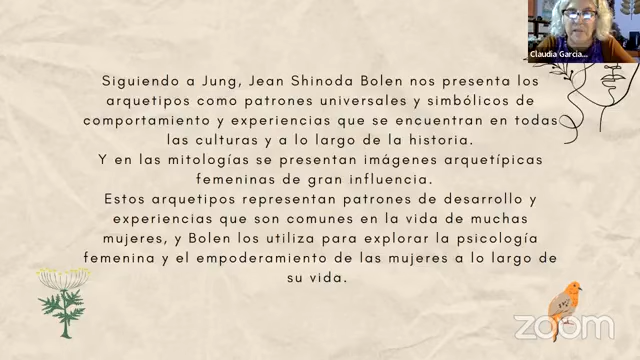 Claudia Garcia...
Siguiendo a Jung, Jean Shinoda Bolen nos presenta los
arquetipos como patrones universales y simbólicos de
comportamiento y experiencias que se encuentran en todas
las culturas y a lo largo de la historia.
Y en las mitologías se presentan imágenes arquetípicas
femeninas de gran influencia.
Estos arquetipos representan patrones de desarrollo y
experiencias que son comunes en la vida de muchas
mujeres, y Bolen los utiliza para explorar la psicología
femenina y el empoderamiento de las mujeres a lo largo de
su vida.
zoom